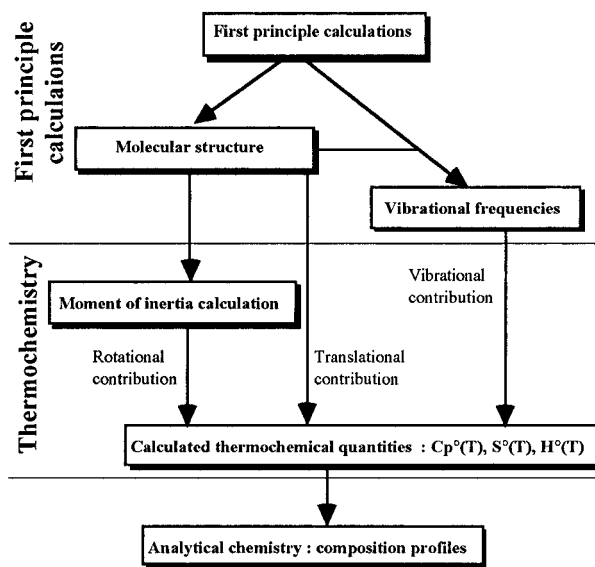 First principle calculations
First principle
calculaions
Molecular structure
Vibrational frequencies
Thermochemistry
Vibrational
contribution
Moment of inertia calculation
Rotational
contribution
Translational
contribution
Calculated thermochemical quantities : Cp°(T), S°(T), H°(T)
Analytical chemistry : composition profiles